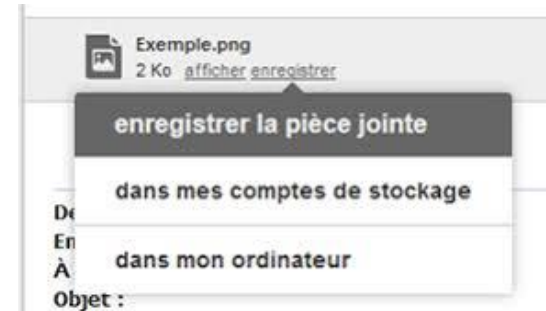 Exemple.png
2 Ko afficher enregistrer
enregistrer la pièce jointe
dans mes comptes de stockage
dans mon ordinateur
À
Objet :